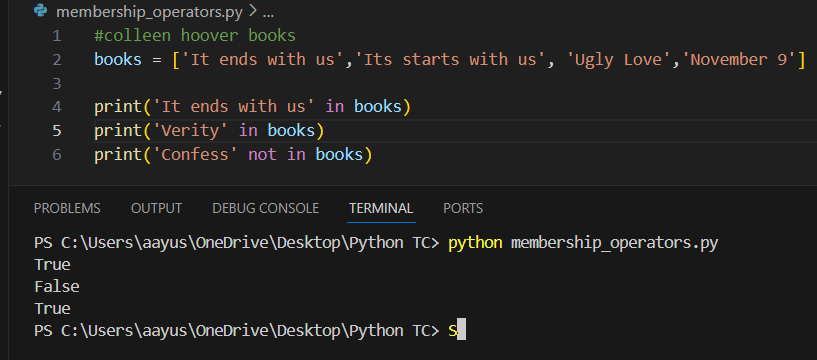 membership_operators.py > ...
1 #colleen hoover books
2 books = ['It ends with us','Its starts with us', 'Ugly Love','November 9']
3
4 print('It ends with us' in books)
5 print('Verity' in books)
6 print('Confess' not in books)
PROBLEMS OUTPUT DEBUG CONSOLE TERMINAL PORTS
PS C:\Users\aayus\OneDrive\Desktop\Python TC> python membership_operators.py
True
False
True
PS C:\Users\aayus\OneDrive\Desktop\Python TC> S